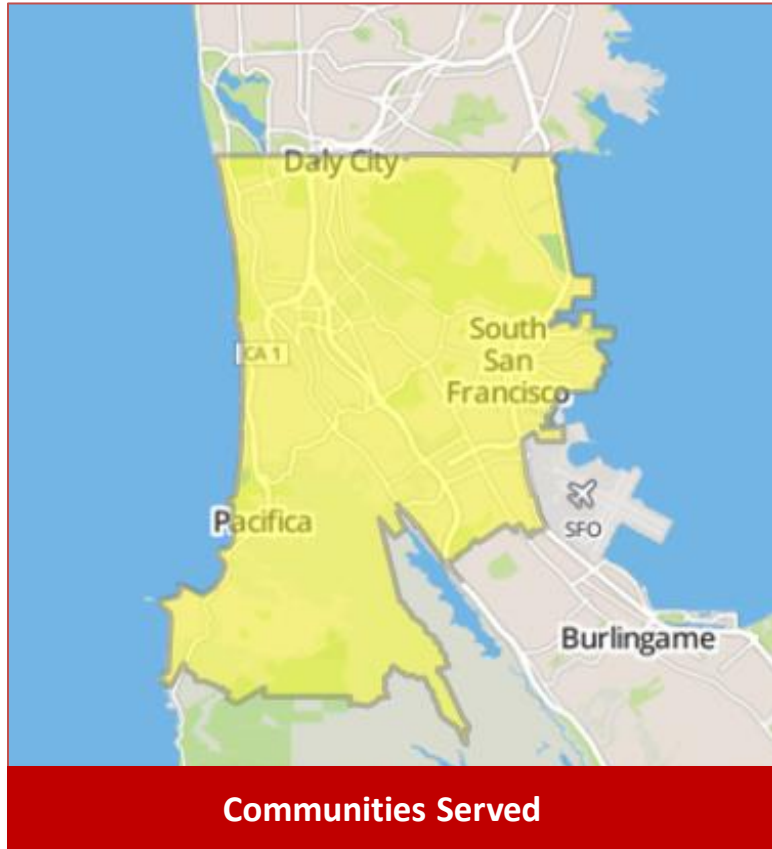 Daly City
South
San
Francisco
CA 1
Pacifica
SFO
Burlingame
Communities Served